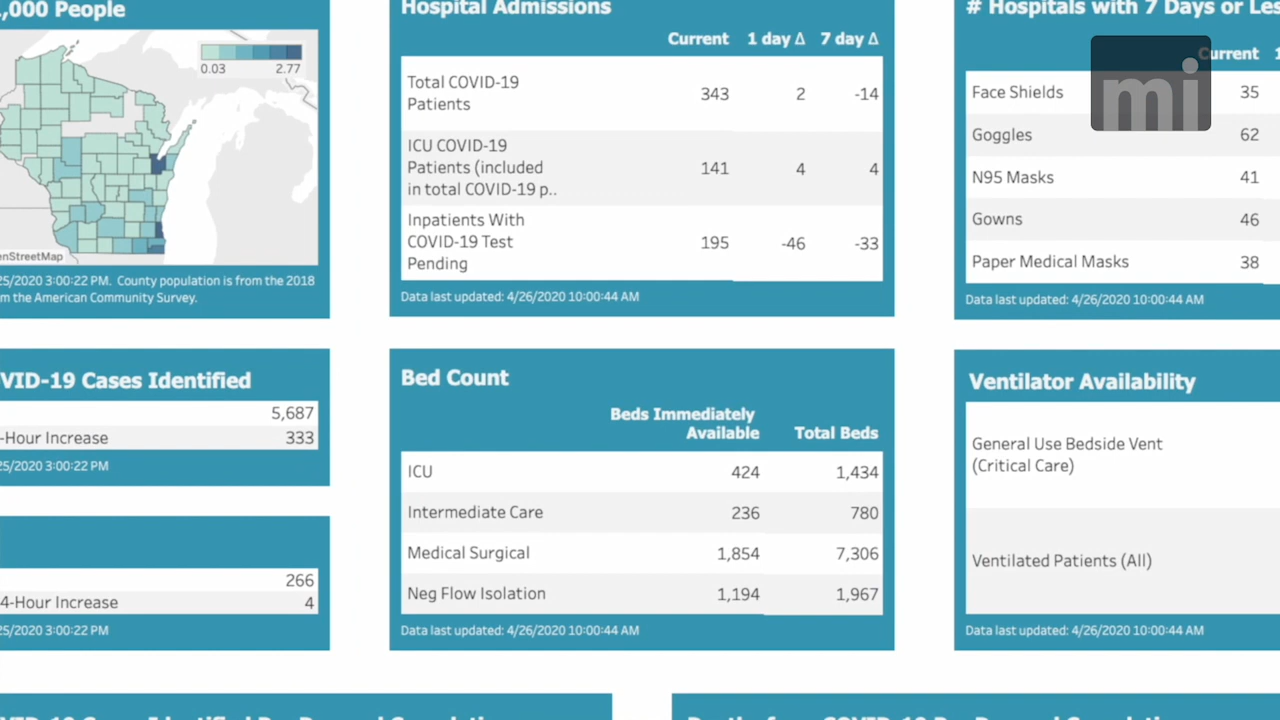 ,000 People
0.03 2.77
enStreetMap
25/2020 3:00:22 PM. County population is from the 2018
m the American Community Survey.
Hospital Admissions
Current 1 day Δ 7 day Δ
Total COVID-19
Patients
343 2 -14
ICU COVID-19
Patients (included
in total COVID-19 p..
141 4 4
Inpatients With
COVID-19 Test
Pending
195 -46 -33
Data last updated: 4/26/2020 10:00:44 AM
# Hospitals with 7 Days or Les
Current 1
mi
Face Shields 35
Goggles 62
N95 Masks 41
Gowns 46
Paper Medical Masks 38
Data last updated: 4/26/2020 10:00:44 AM
VID-19 Cases Identified
5,687
-Hour Increase 333
25/2020 3:00:22 PM
266
4-Hour Increase 4
25/2020 3:00:22 PM
Bed Count
Beds Immediately
Available Total Beds
ICU 424 1,434
Intermediate Care 236 780
Medical Surgical 1,854 7,306
Neg Flow Isolation 1,194 1,967
Data last updated: 4/26/2020 10:00:44 AM
Ventilator Availability
General Use Bedside Vent
(Critical Care)
Ventilated Patients (All)
Data last updated: 4/26/2020 10:00:44 AM